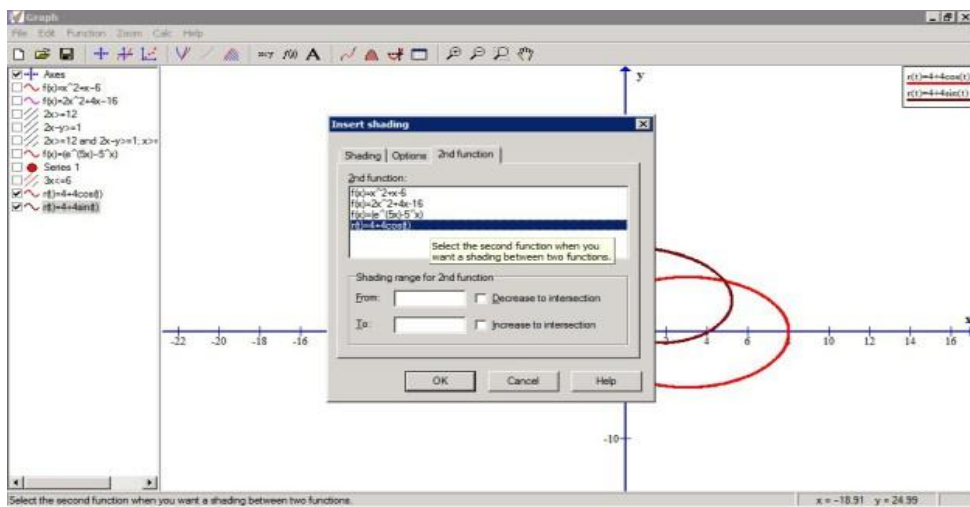 Graph
File Edit Function Zoom Calc Help
Axes
f(x)=x^2+x-6
f(x)=2x^2+4x-16
2x>=12
2x-y>=1
2x>=12 and 2x-y>=1; x>=
f(x)=(e^(5x)-5^x)
Series 1
3x<=6
r(t)=4+4cos(t)
r(t)=4+4sin(t)
y
r(t)=4+4cos(t)
r(t)=4+4sin(t)
Insert shading
Shading Options 2nd function
2nd function:
f(x)=x^2+x-6
f(x)=2x^2+4x-16
f(x)=(e^(5x)-5^x)
r(t)=4+4cos(t)
Select the second function when you
want a shading between two functions.
Shading range for 2nd function
From: Decrease to intersection
To: Increase to intersection
OK Cancel Help
x
-22 -20 -18 -16 2 4 6 8 10 12 14 16
-10
Select the second function when you want a shading between two functions.
x = -18.91 y = 24.99